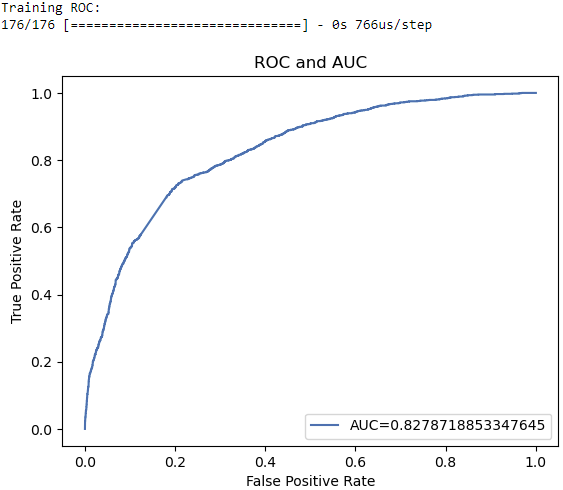 Training ROC:
176/176 [==============================] - 0s 766us/step
ROC and AUC
True Positive Rate
1.0
0.8
0.6
0.4
0.2
0.0
AUC=0.8278718853347645
0.0 0.2 0.4 0.6 0.8 1.0
False Positive Rate